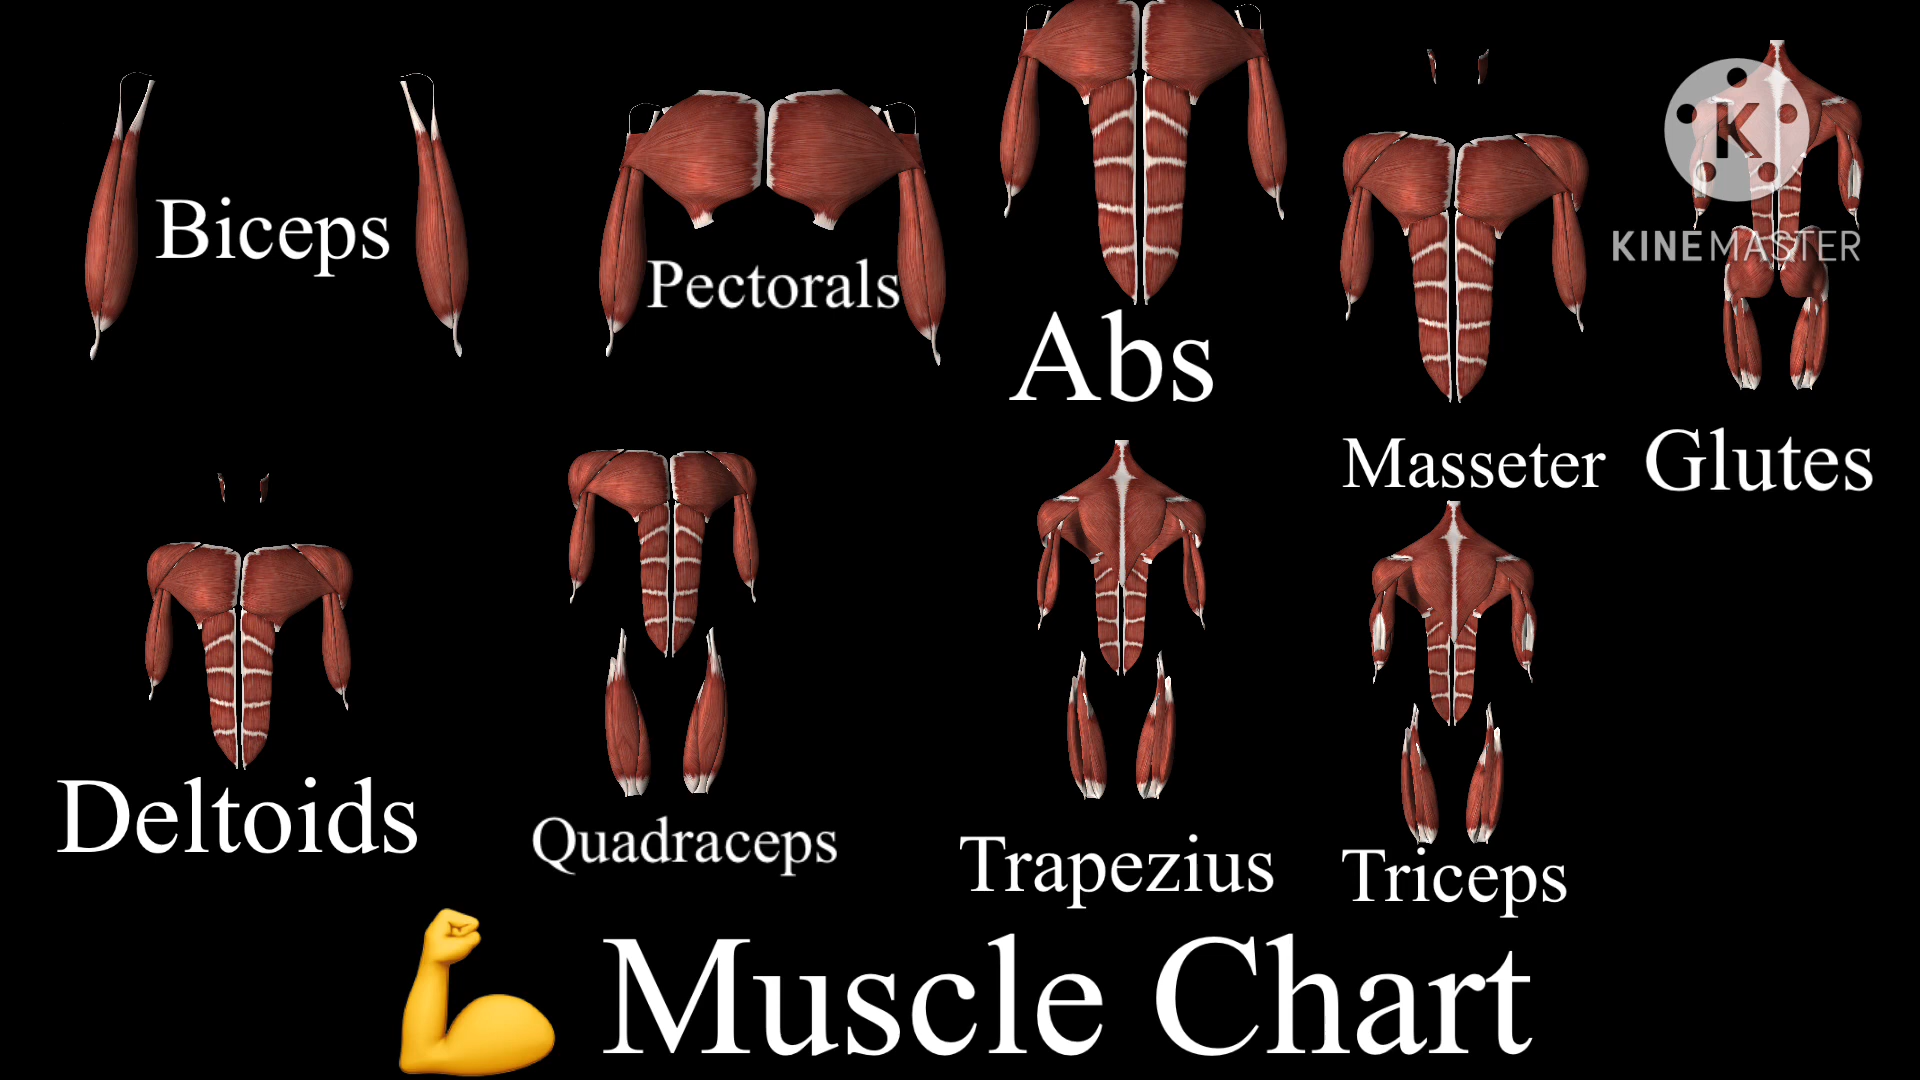 Biceps
Pectorals
Abs
Masseter
Glutes
K
KINEMASTER
Deltoids
Quadraceps
Trapezius
Triceps
Muscle Chart